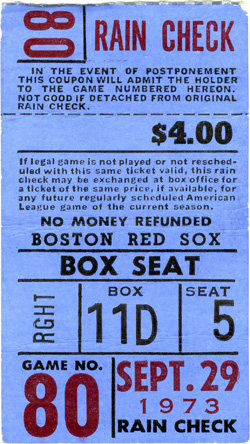 80
RAIN CHECK
IN THE EVENT OF POSTPONEMENT
THIS COUPON WILL ADMIT THE HOLDER
TO THE GAME NUMBERED HEREON.
NOT GOOD IF DETACHED FROM ORIGINAL
RAIN CHECK.
$4.00
If legal game is not played or not resched-
uled with this same ticket valid, this rain
check may be exchanged at box office for
a ticket of the same price, if available, for
any future regularly scheduled American
League game of the current season.
NO MONEY REFUNDED
BOSTON RED SOX
BOX SEAT
RGHT
BOX
SEAT
11D
5
GAME NO.
80
SEPT. 29
1973
RAIN CHECK